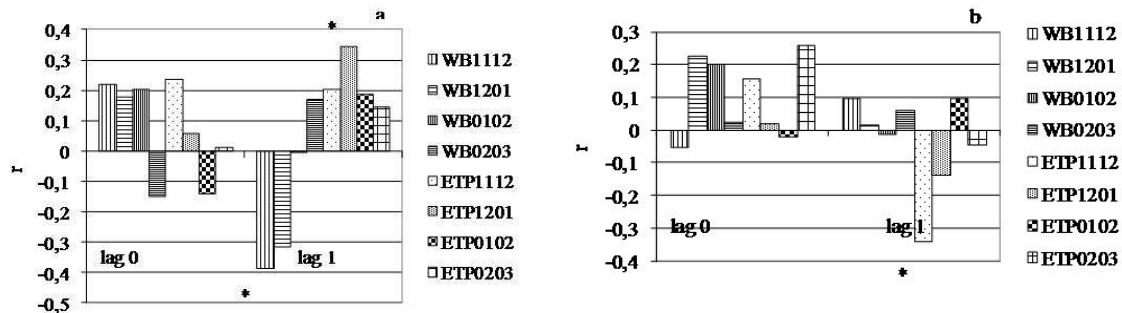 a
*
0,4
0,3
0,2
0,1
0
-0,1
-0,2
-0,3
-0,4
-0,5
r
lag 0
lag 1
*
WB1112
WB1201
WB0102
WB0203
ETP1112
ETP1201
ETP0102
ETP0203
b
0,3
0,2
0,1
0
-0,1
-0,2
-0,3
-0,4
r
lag 0
lag 1
*
WB1112
WB1201
WB0102
WB0203
ETP1112
ETP1201
ETP0102
ETP0203